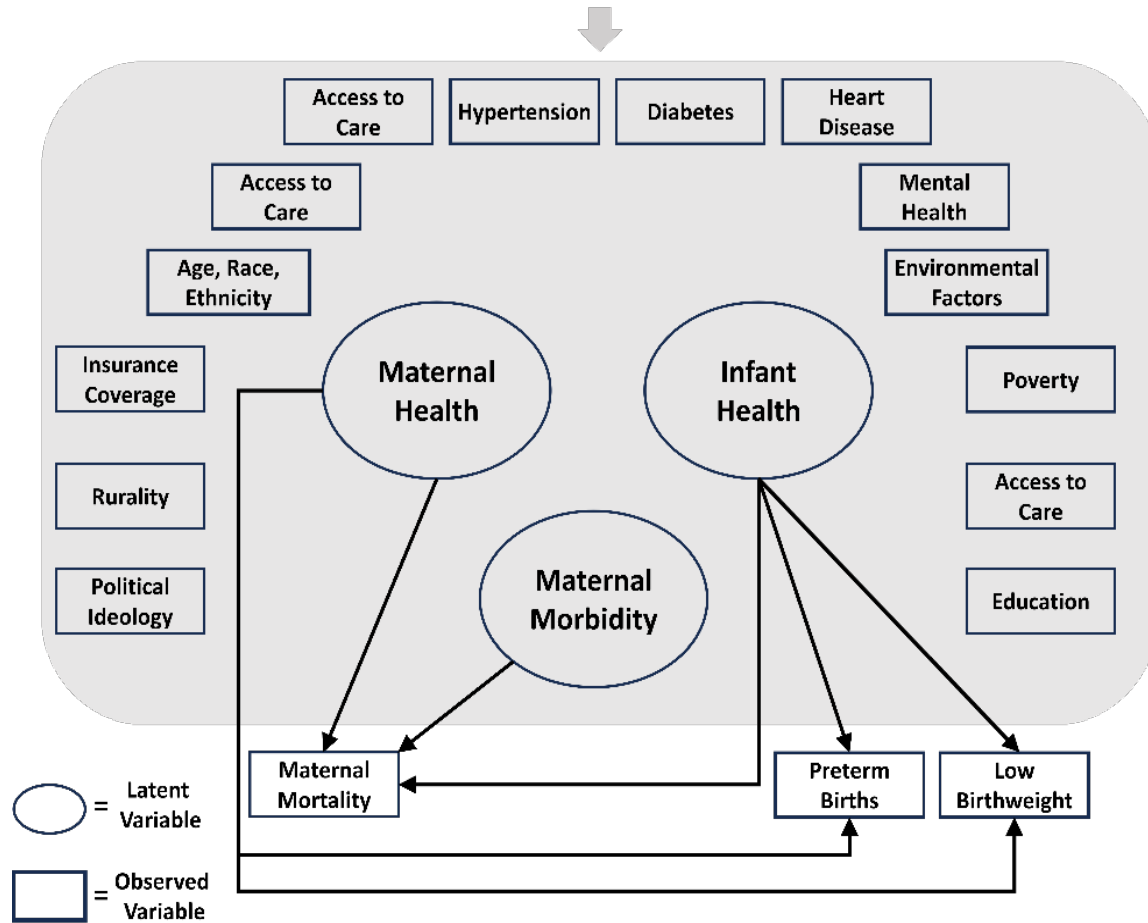 Access to
Care
Hypertension
Diabetes
Heart
Disease
Access to
Care
Mental
Health
Age, Race,
Ethnicity
Environmental
Factors
Insurance
Coverage
Maternal
Health
Infant
Health
Poverty
Rurality
Access to
Care
Political
Ideology
Maternal
Morbidity
Education
Maternal
Mortality
Preterm
Births
Low
Birthweight
= Latent
Variable
= Observed
Variable